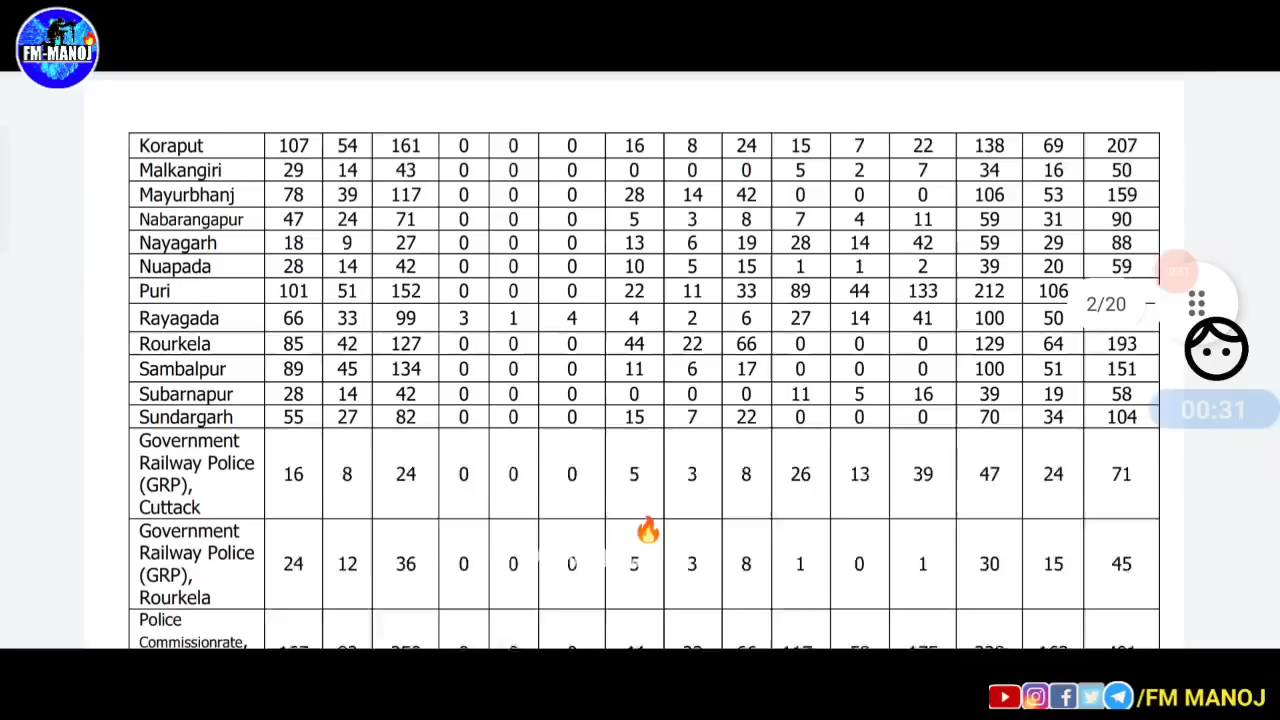 FM-MANOJ
Koraput 107 54 161 0 0 0 16 8 24 15 7 22 138 69 207
Malkangiri 29 14 43 0 0 0 0 0 0 5 2 7 34 16 50
Mayurbhanj 78 39 117 0 0 0 28 14 42 0 0 0 106 53 159
Nabarangapur 47 24 71 0 0 0 5 3 8 7 4 11 59 31 90
Nayagarh 18 9 27 0 0 0 13 6 19 28 14 42 59 29 88
Nuapada 28 14 42 0 0 0 10 5 15 1 1 2 39 20 59
Puri 101 51 152 0 0 0 22 11 33 89 44 133 212 106
2/20
Rayagada 66 33 99 3 1 4 4 2 6 27 14 41 100 50
Rourkela 85 42 127 0 0 0 44 22 66 0 0 0 129 64 193
Sambalpur 89 45 134 0 0 0 11 6 17 0 0 0 100 51 151
Subarnapur 28 14 42 0 0 0 0 0 0 11 5 16 39 19 58
00:31
Sundargarh 55 27 82 0 0 0 15 7 22 0 0 0 70 34 104
Government
Railway Police
(GRP),
Cuttack
16 8 24 0 0 0 5 3 8 26 13 39 47 24 71
Government
Railway Police
(GRP),
Rourkela
24 12 36 0 0 0 5 3 8 1 0 1 30 15 45
Police
Commissionrate,
/FM MANOJ